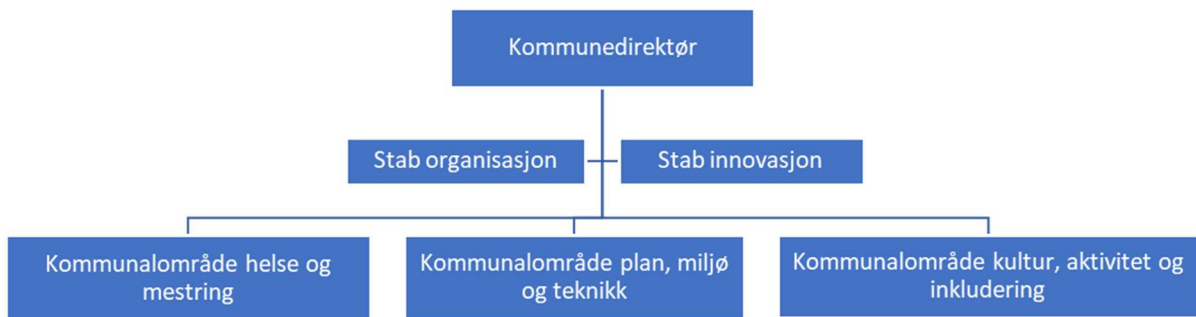 Kommunedirektør
Stab organisasjon
Stab innovasjon
Kommunalområde helse og
mestring
Kommunalområde plan, miljø
og teknikk
Kommunalområde kultur, aktivitet og
inkludering